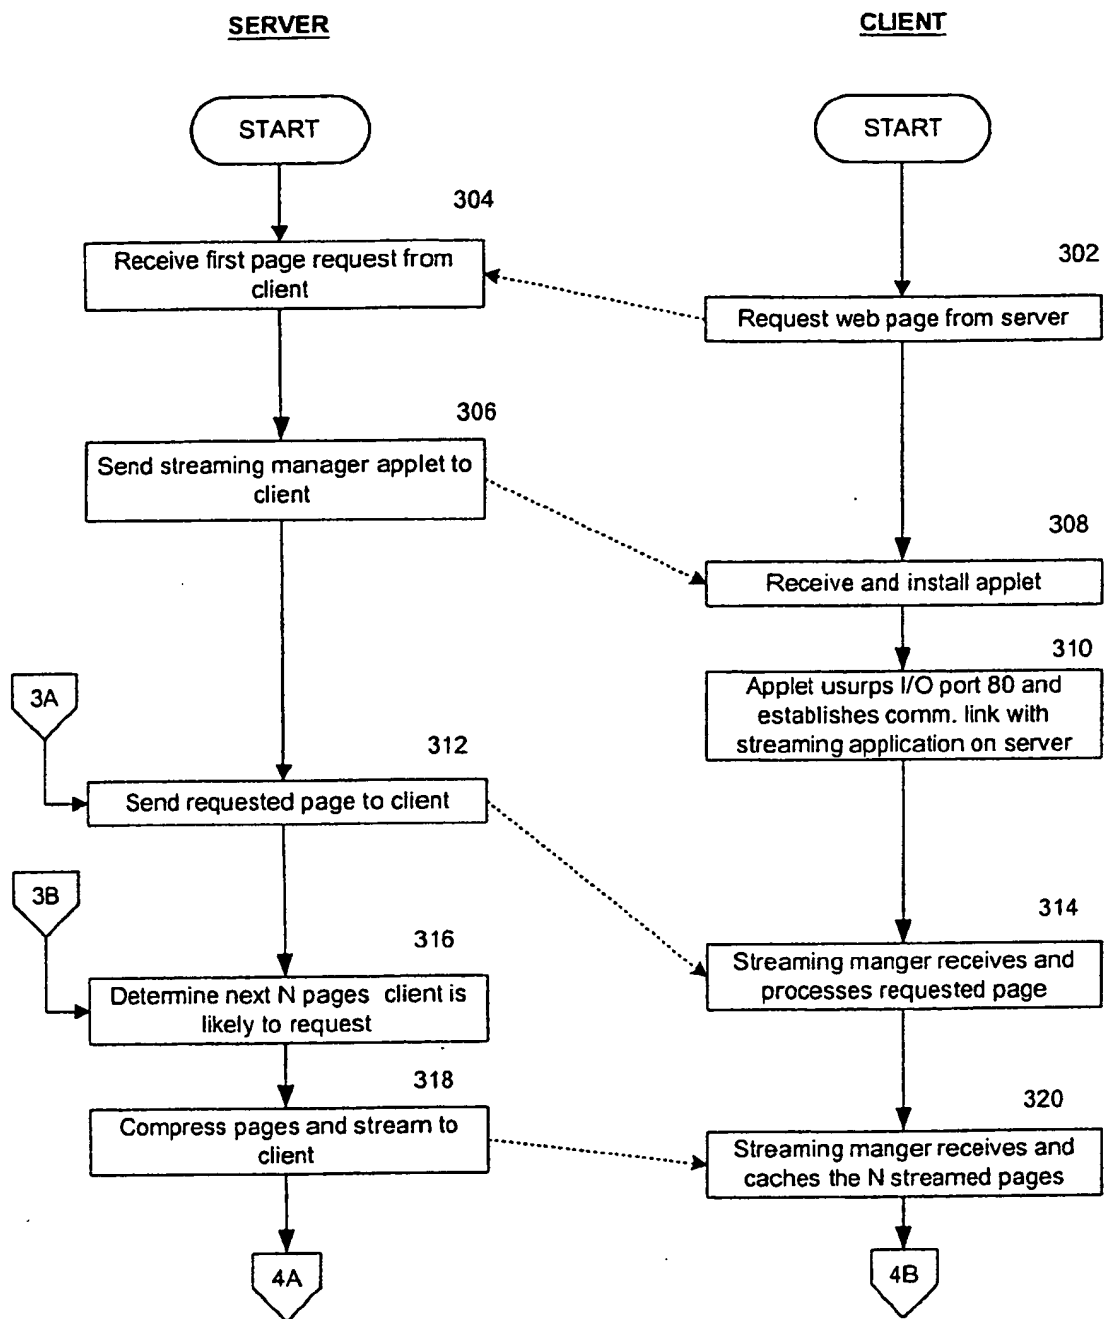 SERVER
CLIENT
START
START
304
Receive first page request from
client
302
Request web page from server
306
Send streaming manager applet to
client
308
Receive and install applet
310
Applet usurps I/O port 80 and
establishes comm. link with
streaming application on server
3A
312
Send requested page to client
3B
314
Streaming manger receives and
processes requested page
316
Determine next N pages client is
likely to request
318
Compress pages and stream to
client
320
Streaming manger receives and
caches the N streamed pages
4A
4B